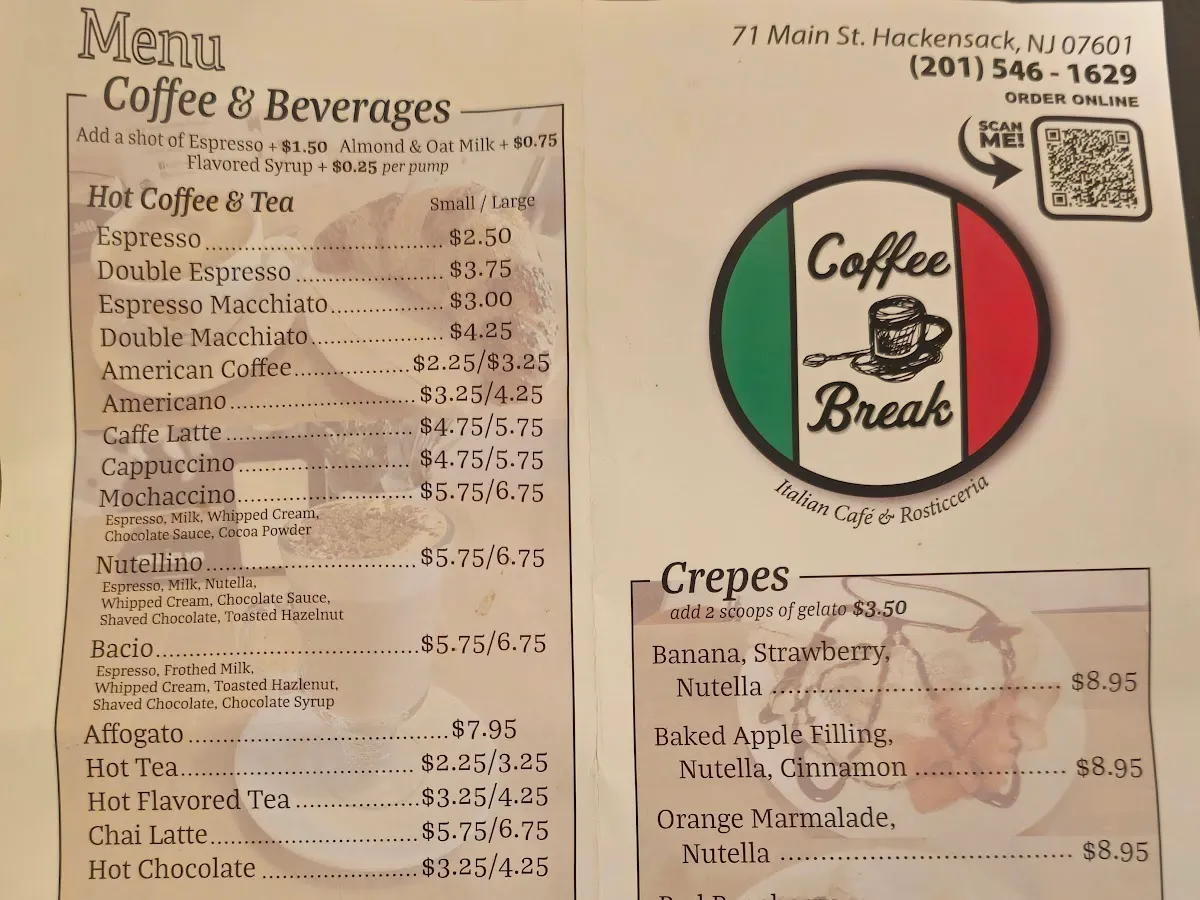 Menu
Coffee & Beverages
Add a shot of Espresso + $1.50 Almond & Oat Milk + $0.75
Flavored Syrup + $0.25 per pump
Hot Coffee & Tea Small / Large
Espresso........................................ $2.50
Double Espresso........................ $3.75
Espresso Macchiato.................. $3.00
Double Macchiato..................... $4.25
American Coffee.................. $2.25/$3.25
Americano............................. $3.25/4.25
Caffe Latte............................. $4.75/5.75
Cappuccino........................... $4.75/5.75
Mochaccino........................... $5.75/6.75
Espresso, Milk, Whipped Cream,
Chocolate Sauce, Cocoa Powder
Nutellino................................ $5.75/6.75
Espresso, Milk, Nutella,
Whipped Cream, Chocolate Sauce,
Shaved Chocolate, Toasted Hazelnut
Bacio........................................$5.75/6.75
Espresso, Frothed Milk,
Whipped Cream, Toasted Hazlenut,
Shaved Chocolate, Chocolate Syrup
Affogato ........................................ $7.95
Hot Tea................................... $2.25/3.25
Hot Flavored Tea ...................$3.25/4.25
Chai Latte............................... $5.75/6.75
Hot Chocolate ....................... $3.25/4.25
71 Main St. Hackensack, NJ 07601
(201) 546 - 1629
ORDER ONLINE
SCAN
ME!
Coffee
Break
Italian Café & Rosticceria
Crepes
add 2 scoops of gelato $3.50
Banana, Strawberry,
Nutella ............................................ $8.95
Baked Apple Filling,
Nutella, Cinnamon ....................... $8.95
Orange Marmalade,
Nutella ............................................ $8.95